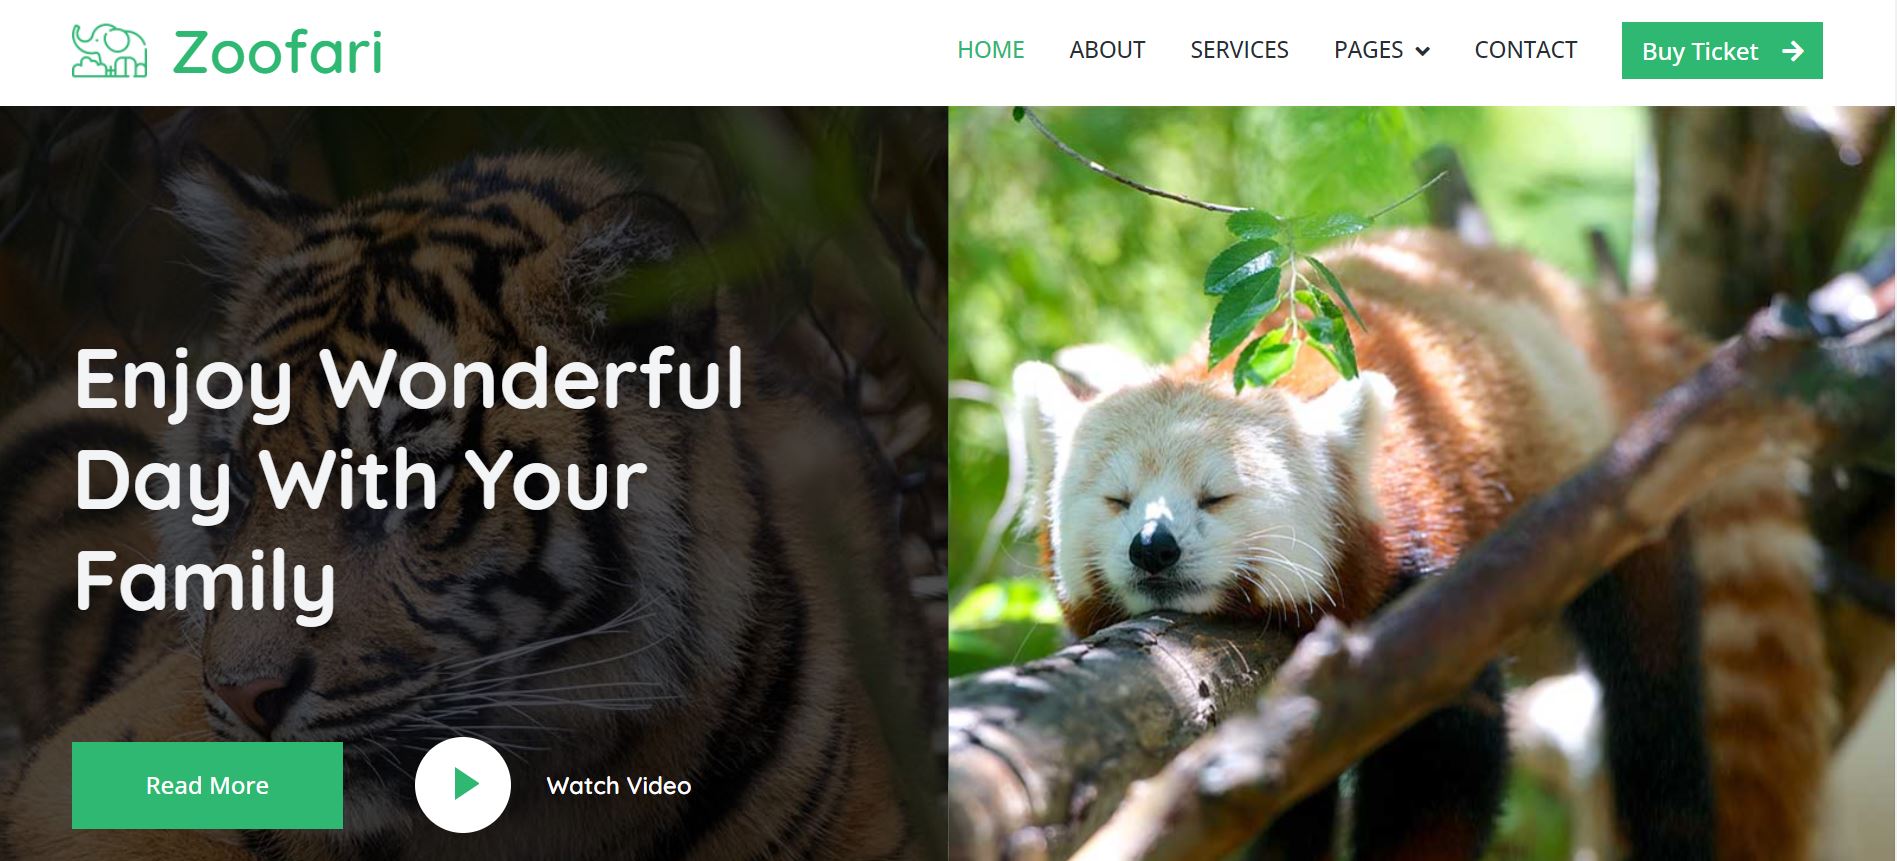 Zoofari
HOME ABOUT SERVICES PAGES CONTACT Buy Ticket
Enjoy Wonderful
Day With Your
Family
Read More Watch Video